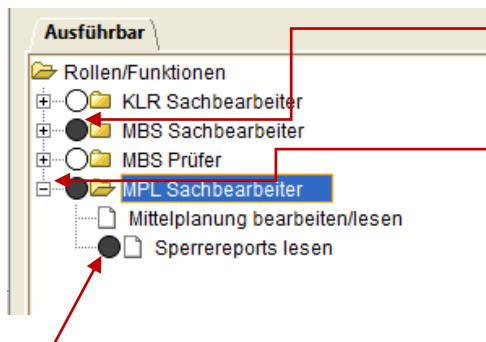 Ausführbar
Rollen/Funktionen
KLR Sachbearbeiter
MBS Sachbearbeiter
MBS Prüfer
MPL Sachbearbeiter
Mittelplanung bearbeiten/lesen
Sperrereports lesen